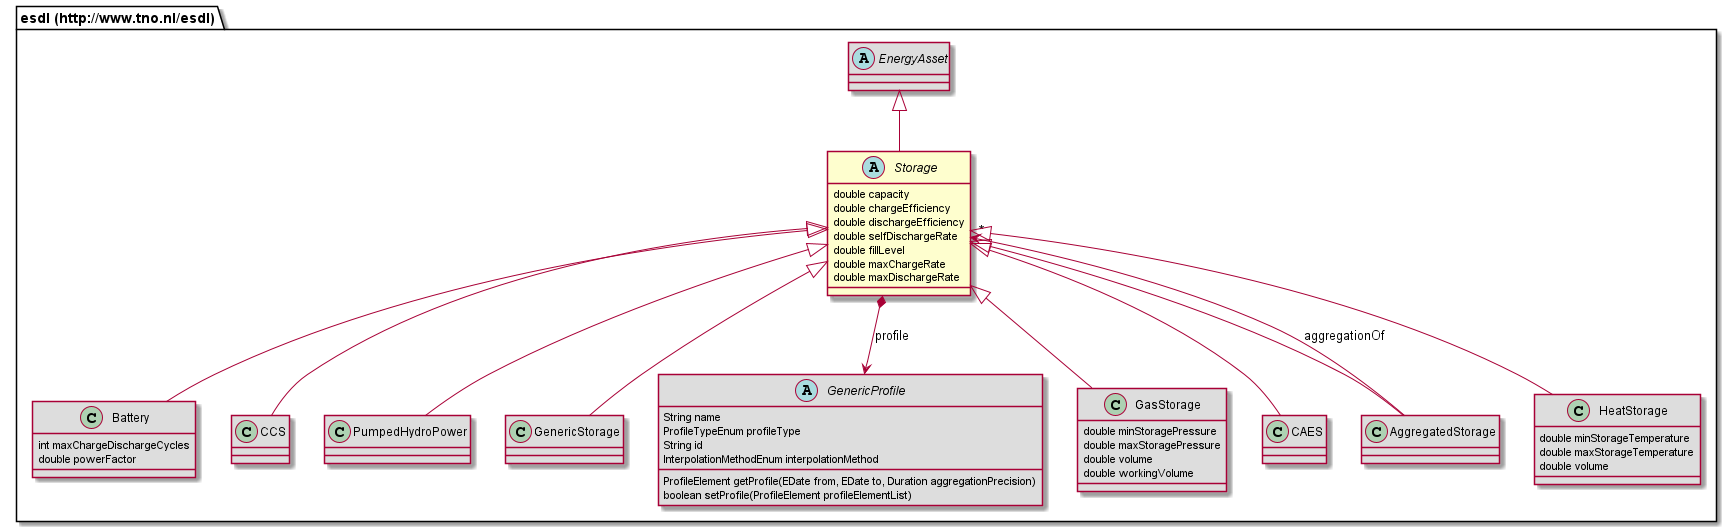 esdl (http://www.tno.nl/esdl)
A EnergyAsset
A Storage
double capacity
double chargeEfficiency
double dischargeEfficiency
double selfDischargeRate
double fillLevel
double maxChargeRate
double maxDischargeRate
*
profile
aggregationOf
C Battery
int maxChargeDischargeCycles
double powerFactor
C CCS
C PumpedHydroPower
C GenericStorage
A GenericProfile
String name
ProfileTypeEnum profileType
String id
InterpolationMethodEnum interpolationMethod
ProfileElement getProfile(EDate from, EDate to, Duration aggregationPrecision)
boolean setProfile(ProfileElement profileElementList)
C GasStorage
double minStoragePressure
double maxStoragePressure
double volume
double workingVolume
C CAES
C AggregatedStorage
C HeatStorage
double minStorageTemperature
double maxStorageTemperature
double volume